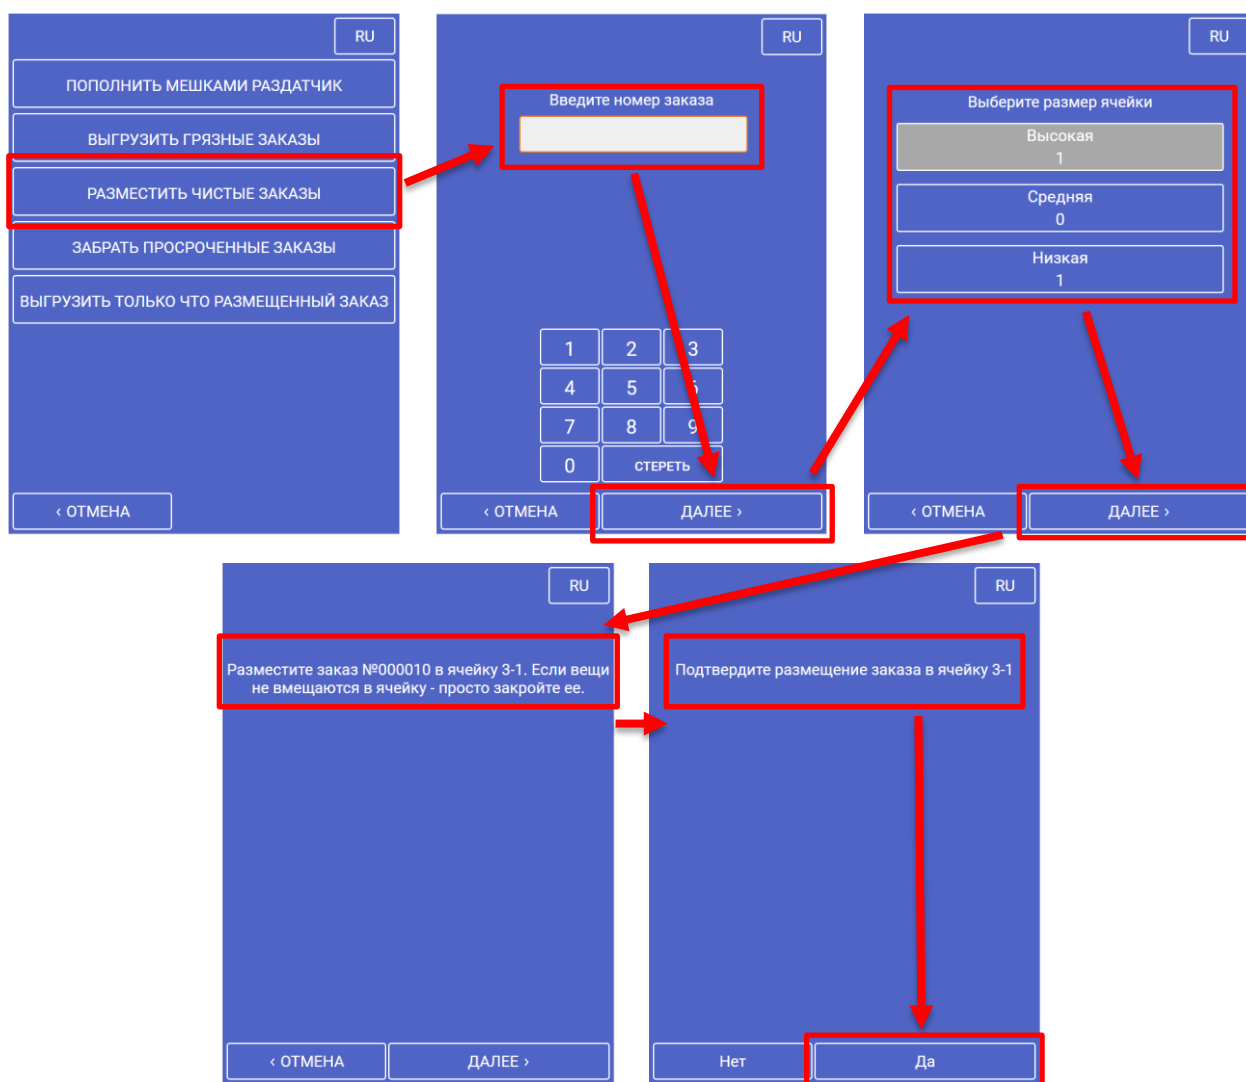 RU
ПОПОЛНИТЬ МЕШКАМИ РАЗДАТЧИК
ВЫГРУЗИТЬ ГРЯЗНЫЕ ЗАКАЗЫ
РАЗМЕСТИТЬ ЧИСТЫЕ ЗАКАЗЫ
ЗАБРАТЬ ПРОСРОЧЕННЫЕ ЗАКАЗЫ
ВЫГРУЗИТЬ ТОЛЬКО ЧТО РАЗМЕЩЕННЫЙ ЗАКАЗ
‹ ОТМЕНА
RU
Введите номер заказа
1 2 3
4 5 6
7 8 9
0 СТЕРЕТЬ
‹ ОТМЕНА ДАЛЕЕ ›
RU
Выберите размер ячейки
Высокая
1
Средняя
0
Низкая
1
‹ ОТМЕНА ДАЛЕЕ ›
RU
Разместите заказ №000010 в ячейку 3-1. Если вещи
не вмещаются в ячейку - просто закройте ее.
‹ ОТМЕНА ДАЛЕЕ ›
RU
Подтвердите размещение заказа в ячейку 3-1
Нет Да